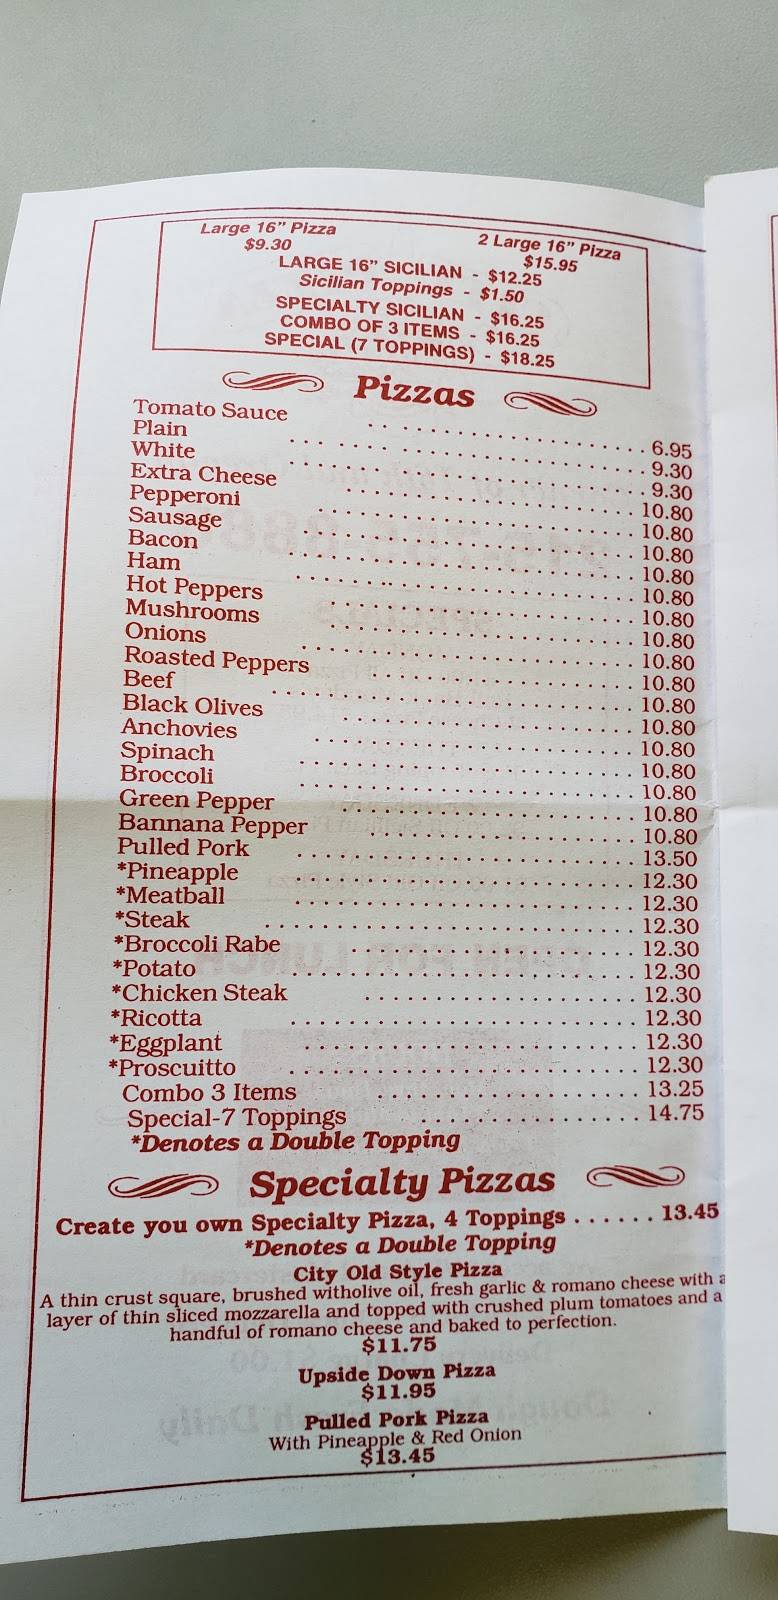 Large 16” Pizza
$9.30
2 Large 16” Pizza
$15.95
LARGE 16” SICILIAN - $12.25
Sicilian Toppings - $1.50
SPECIALTY SICILIAN - $16.25
COMBO OF 3 ITEMS - $16.25
SPECIAL (7 TOPPINGS) - $18.25
Pizzas
Tomato Sauce 6.95
Plain 9.30
White 9.30
Extra Cheese 10.80
Pepperoni 10.80
Sausage 10.80
Bacon 10.80
Ham 10.80
Hot Peppers 10.80
Mushrooms 10.80
Onions 10.80
Roasted Peppers 10.80
Beef 10.80
Black Olives 10.80
Anchovies 10.80
Spinach 10.80
Broccoli 10.80
Green Pepper 10.80
Bannana Pepper 10.80
Pulled Pork 13.50
*Pineapple 12.30
*Meatball 12.30
*Steak 12.30
*Broccoli Rabe 12.30
*Potato 12.30
*Chicken Steak 12.30
*Ricotta 12.30
*Eggplant 12.30
*Proscuitto 12.30
Combo 3 Items 13.25
Special-7 Toppings 14.75
*Denotes a Double Topping
Specialty Pizzas
Create you own Specialty Pizza, 4 Toppings ...... 13.45
*Denotes a Double Topping
City Old Style Pizza
A thin crust square, brushed witholive oil, fresh garlic & romano cheese with a
layer of thin sliced mozzarella and topped with crushed plum tomatoes and a
handful of romano cheese and baked to perfection.
$11.75
Upside Down Pizza
$11.95
Pulled Pork Pizza
With Pineapple & Red Onion
$13.45